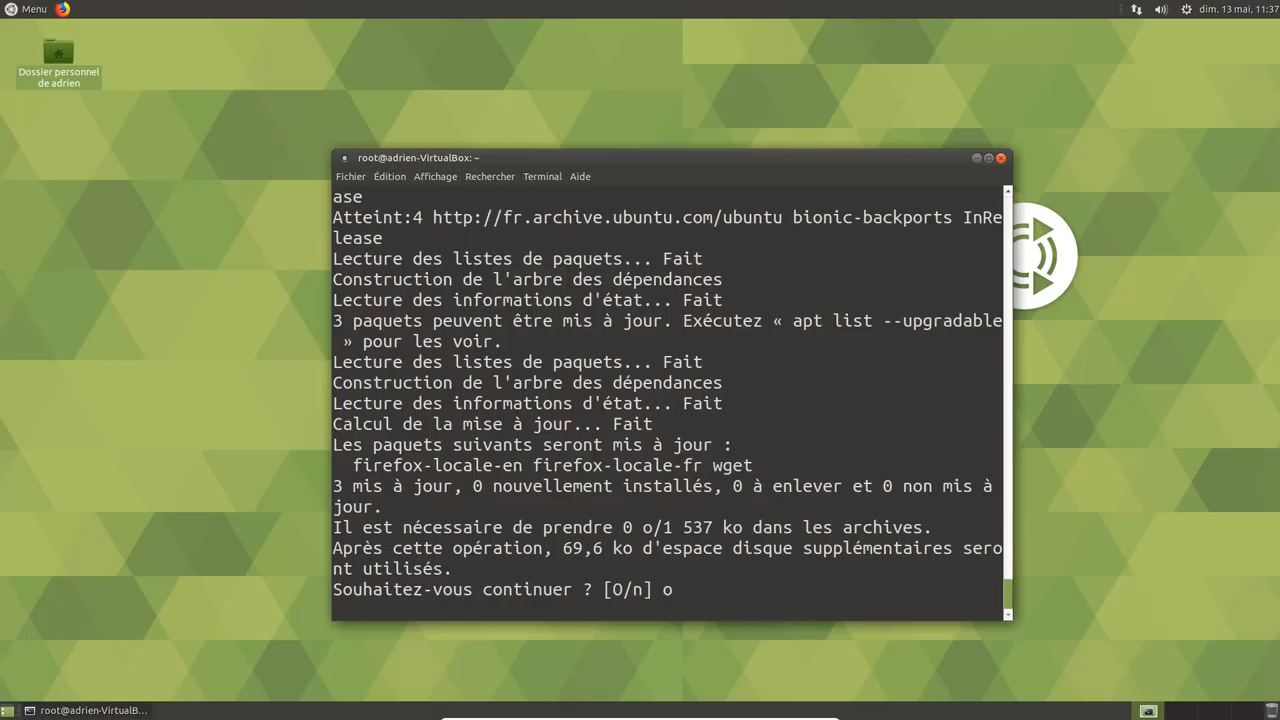 Menu
dim. 13 mai, 11:37
Dossier personnel
de adrien
root@adrien-VirtualBox: ~
Fichier Édition Affichage Rechercher Terminal Aide
ase
Atteint:4 http://fr.archive.ubuntu.com/ubuntu bionic-backports InRe
lease
Lecture des listes de paquets... Fait
Construction de l'arbre des dépendances
Lecture des informations d'état... Fait
3 paquets peuvent être mis à jour. Exécutez « apt list --upgradable
 » pour les voir.
Lecture des listes de paquets... Fait
Construction de l'arbre des dépendances
Lecture des informations d'état... Fait
Calcul de la mise à jour... Fait
Les paquets suivants seront mis à jour :
  firefox-locale-en firefox-locale-fr wget
3 mis à jour, 0 nouvellement installés, 0 à enlever et 0 non mis à
jour.
Il est nécessaire de prendre 0 o/1 537 ko dans les archives.
Après cette opération, 69,6 ko d'espace disque supplémentaires sero
nt utilisés.
Souhaitez-vous continuer ? [O/n] o
root@adrien-VirtualB...